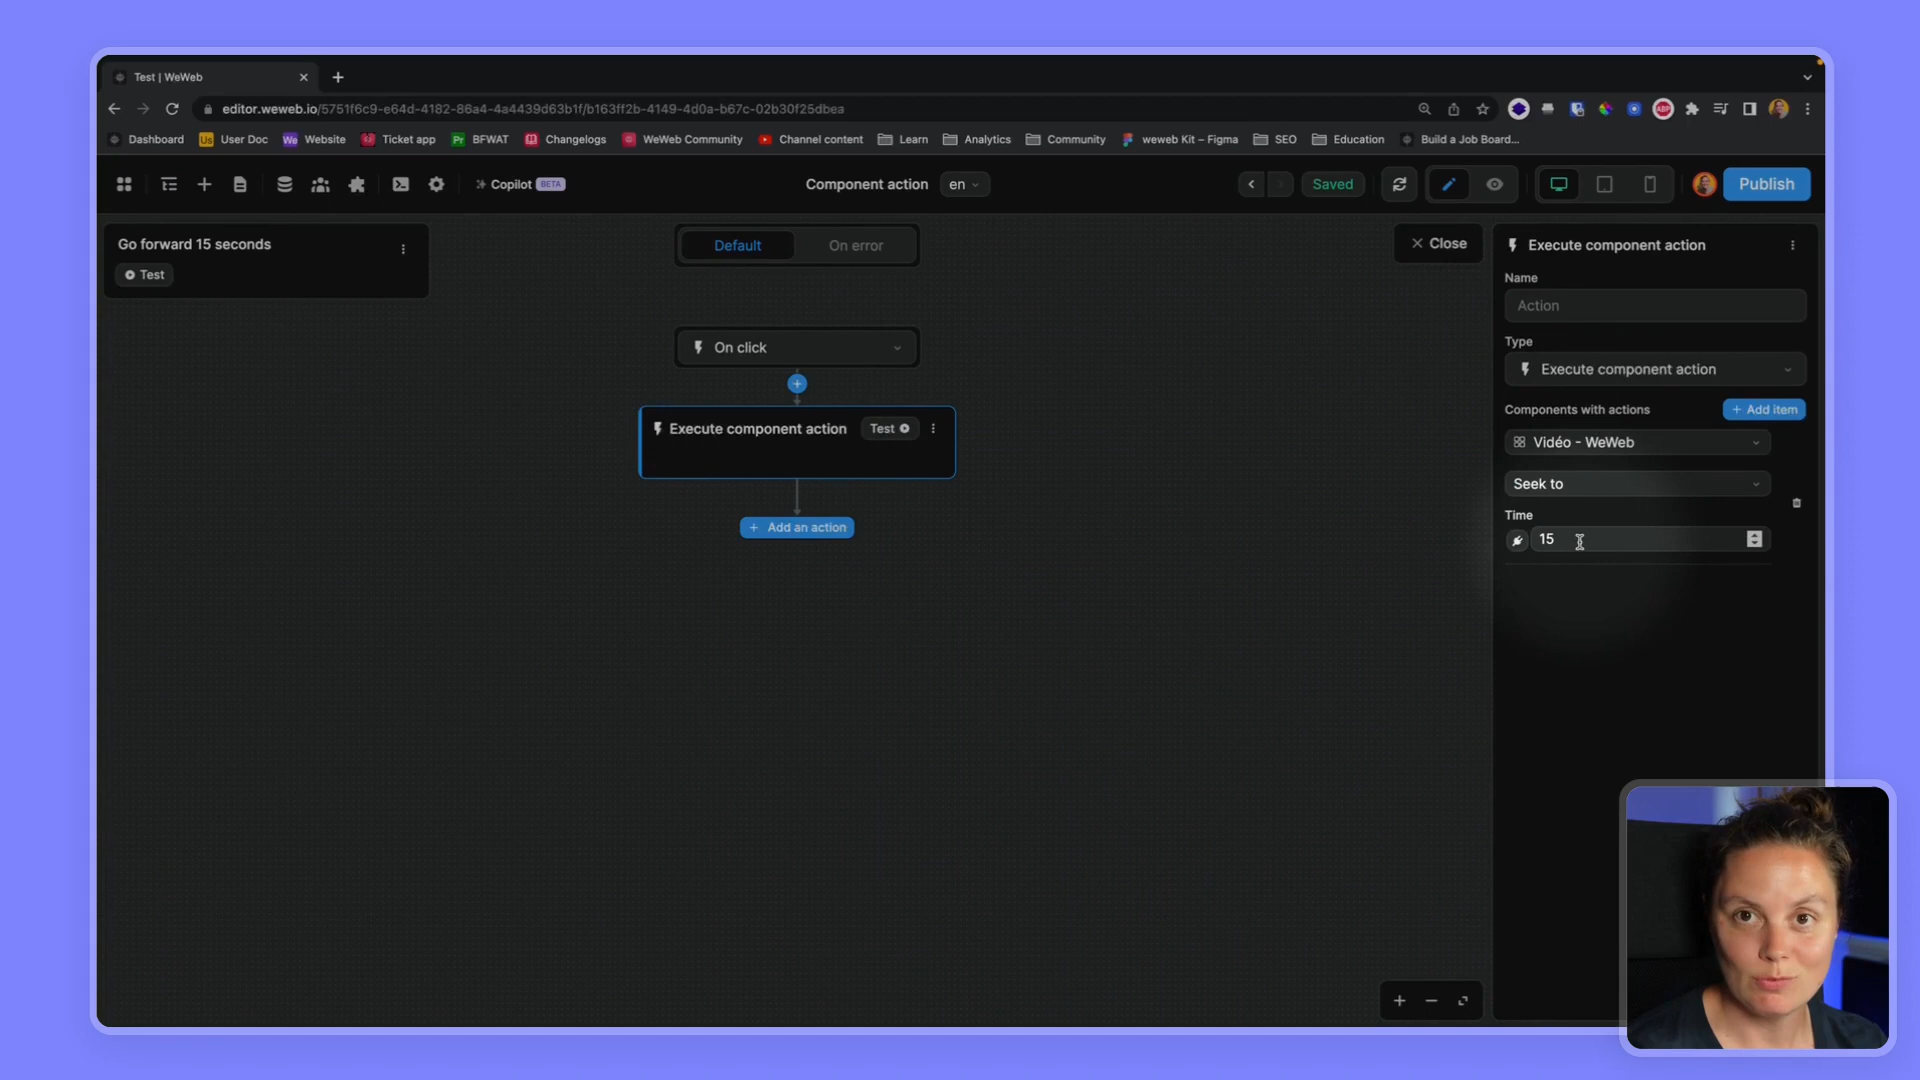 Test | WeWeb
editor.weweb.io/5751f6c9-e64d-4182-86a4-4a4439d63b1f/b163ff2b-4149-4d0a-b67c-02b30f25dbea
ABP
Dashboard Us User Doc We Website Ticket app Pr BFWAT Changelogs WeWeb Community Channel content Learn Analytics Community weweb Kit – Figma SEO Education Build a Job Board...
Copilot BETA Component action en Saved Publish
Go forward 15 seconds
Test
Default On error
Close
On click
Execute component action Test
Add an action
Execute component action
Name
Action
Type
Execute component action
Components with actions + Add item
Vidéo - WeWeb
Seek to
Time
15